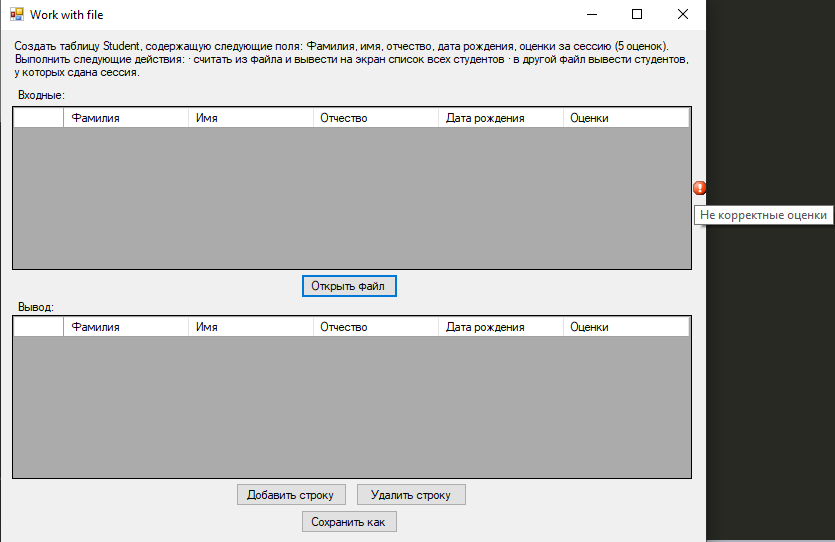 Work with file
Создать таблицу Student, содержащую следующие поля: Фамилия, имя, отчество, дата рождения, оценки за сессию (5 оценок).
Выполнить следующие действия: · считать из файла и вывести на экран список всех студентов · в другой файл вывести студентов,
у которых сдана сессия.
Входные:
Фамилия Имя Отчество Дата рождения Оценки
Не корректные оценки
Открыть файл
Вывод:
Фамилия Имя Отчество Дата рождения Оценки
Добавить строку Удалить строку
Сохранить как